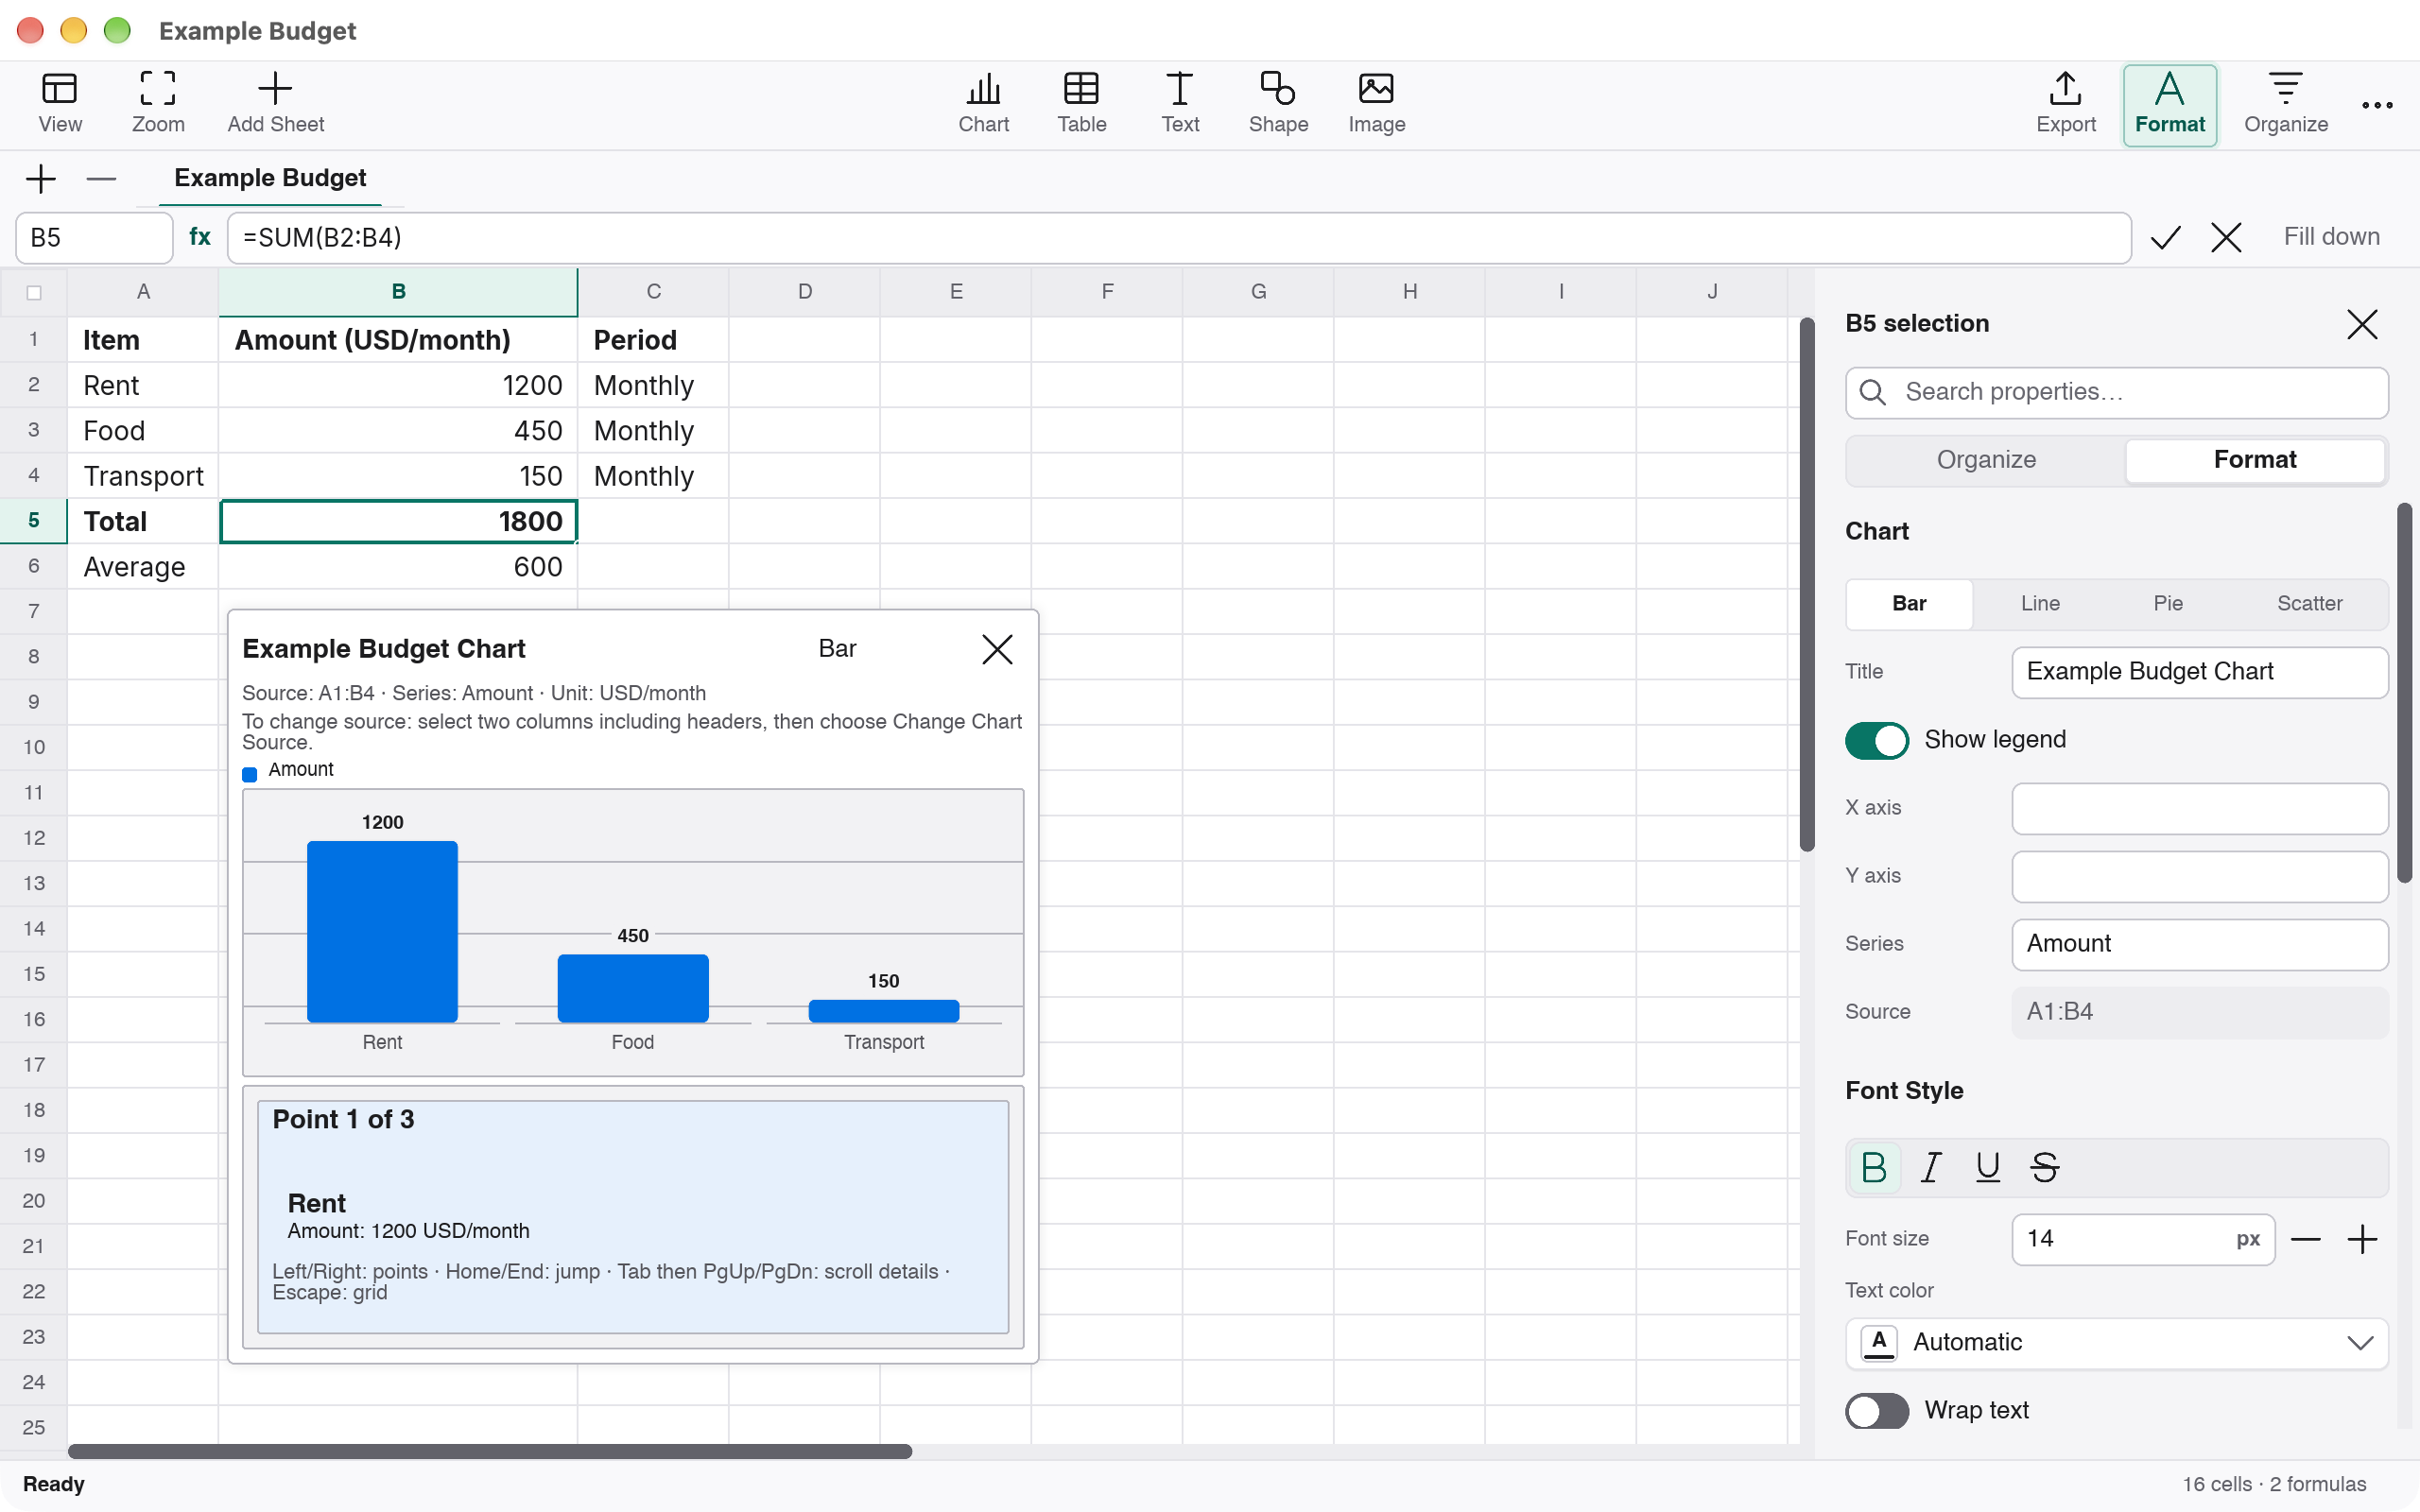 Example Budget
View Zoom Add Sheet Chart Table Text Shape Image Export Format Organize
Example Budget
B5 fx =SUM(B2:B4) Fill down
A B C D E F G H I J
1 Item Amount (USD/month) Period
2 Rent 1200 Monthly
3 Food 450 Monthly
4 Transport 150 Monthly
5 Total 1800
6 Average 600
7
8
9
10
11
12
13
14
15
16
17
18
19
20
21
22
23
24
25
Example Budget Chart Bar
Source: A1:B4 · Series: Amount · Unit: USD/month
To change source: select two columns including headers, then choose Change Chart
Source.
Amount
1200
450
150
Rent Food Transport
Point 1 of 3
Rent
Amount: 1200 USD/month
Left/Right: points · Home/End: jump · Tab then PgUp/PgDn: scroll details ·
Escape: grid
B5 selection
Search properties...
Organize Format
Chart
Bar Line Pie Scatter
Title Example Budget Chart
Show legend
X axis
Y axis
Series Amount
Source A1:B4
Font Style
B I U S
Font size 14 px
Text color
A Automatic
Wrap text
Ready
16 cells · 2 formulas